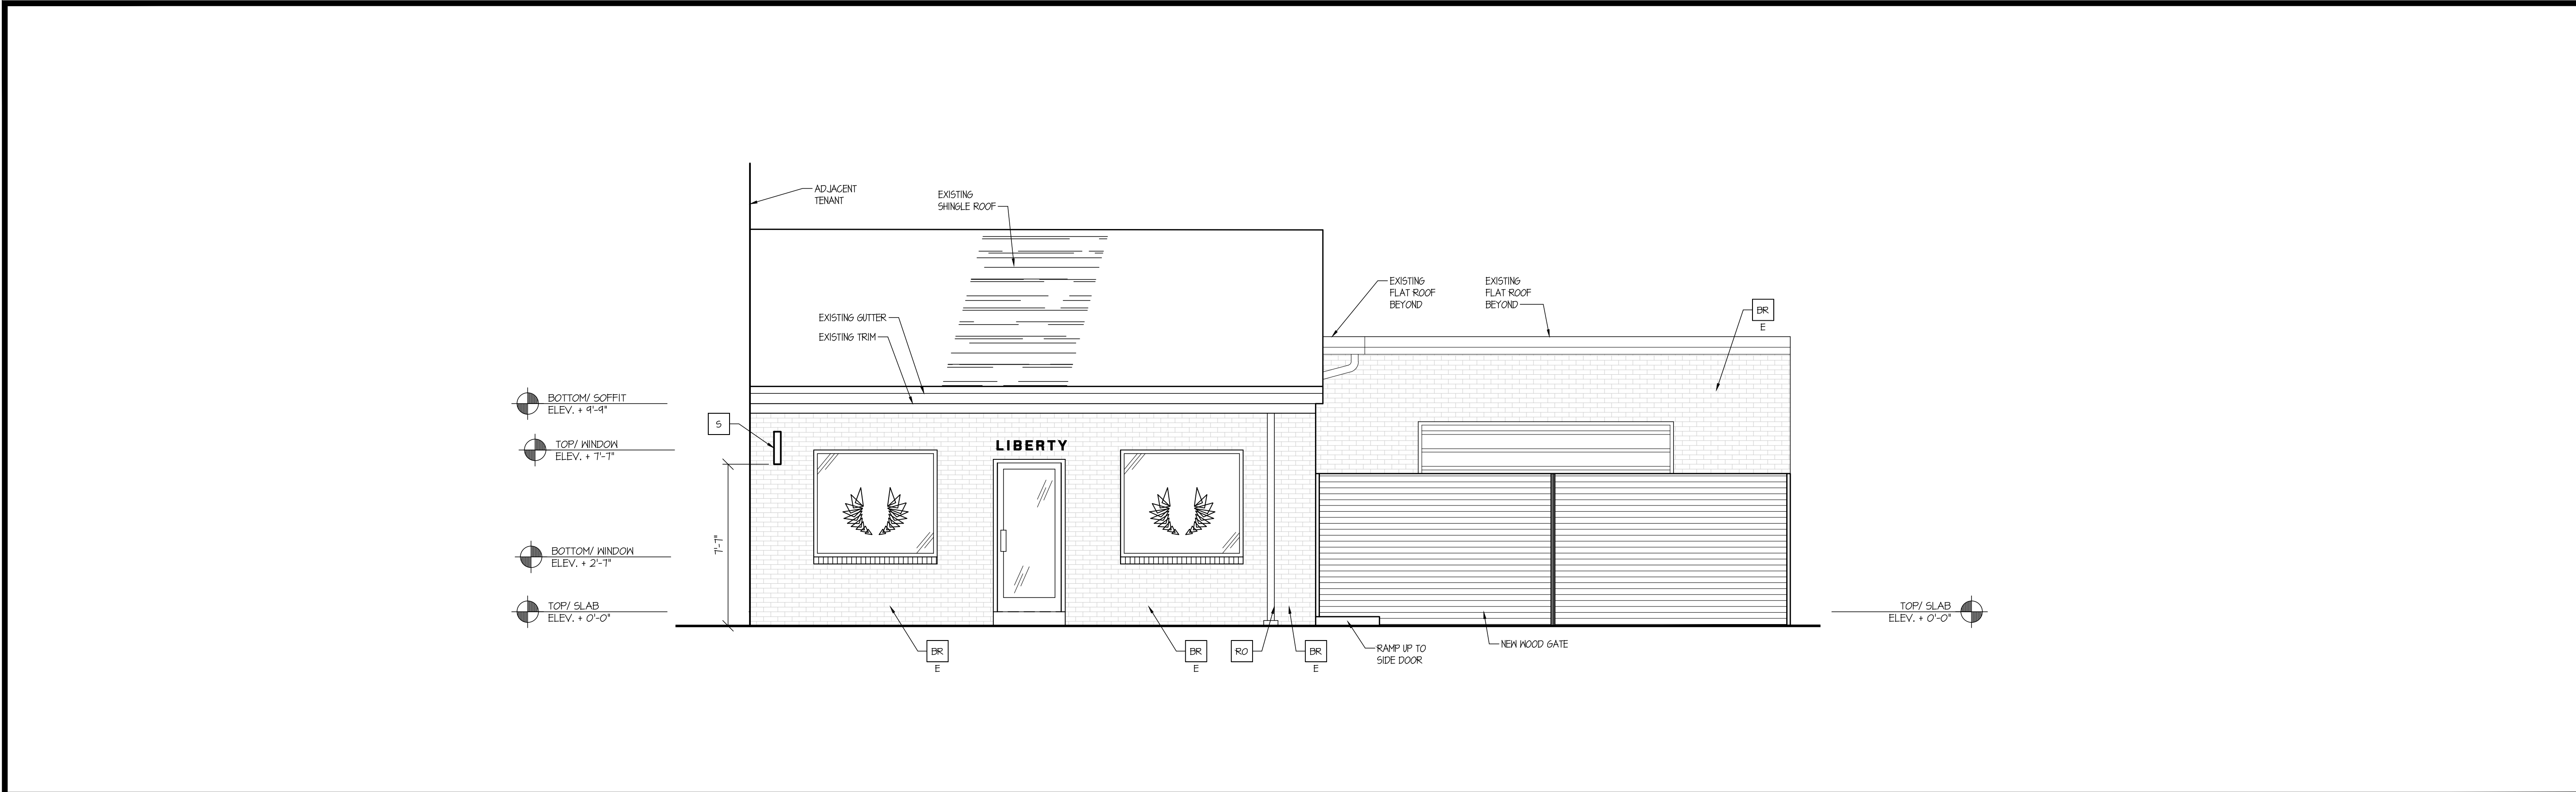 ADJACENT
TENANT
EXISTING
SHINGLE ROOF
EXISTING
FLAT ROOF
BEYOND
EXISTING
FLAT ROOF
BEYOND
BR
E
EXISTING GUTTER
EXISTING TRIM
BOTTOM/ SOFFIT
ELEV. + 9'-9"
S
TOP/ WINDOW
ELEV. + 7'-7"
LIBERTY
7'-7"
BOTTOM/ WINDOW
ELEV. + 2'-7"
TOP/ SLAB
ELEV. + 0'-0"
TOP/ SLAB
ELEV. + 0'-0"
BR
E
BR
E
RO
BR
E
RAMP UP TO
SIDE DOOR
NEW WOOD GATE